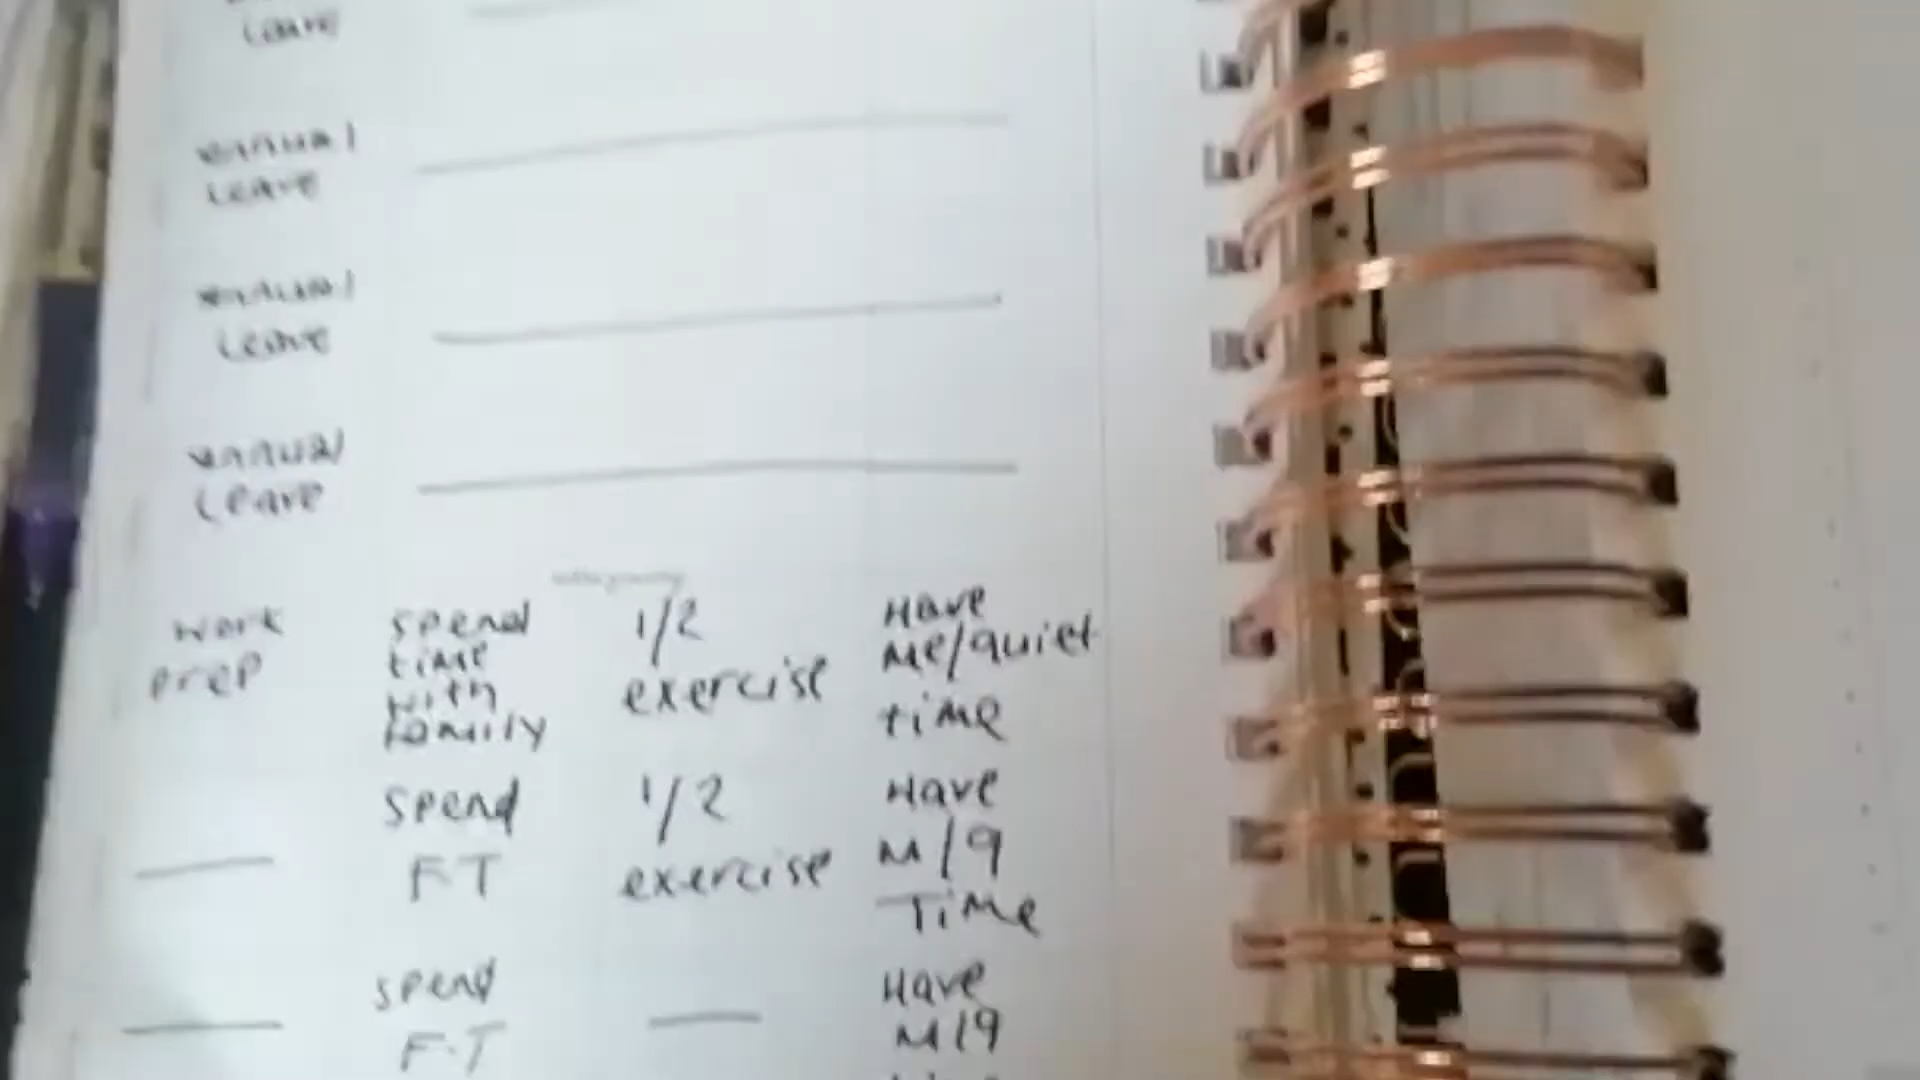 Leave
annual
Leave
annual
Leave
annual
Leave
work
prep
spend
time
with
family
1/2
exercise
Have
me/quiet
time
spend
FT
1/2
exercise
Have
M/q
Time
spend
F.T
Have
M/q